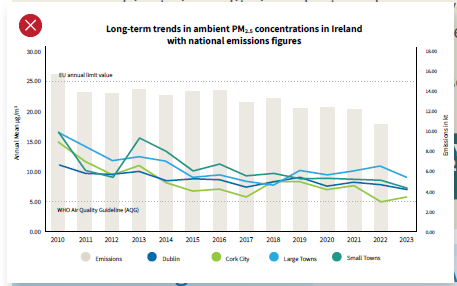 Long-term trends in ambient PM₂.₅ concentrations in Ireland
with national emissions figures
30.00
25.00
20.00
15.00
10.00
5.00
0.00
Annual Mean ug/m³
18.00
16.00
14.00
12.00
10.00
8.00
6.00
4.00
2.00
0.00
Emissions in kt
EU annual limit value
WHO Air Quality Guideline (AQG)
2010 2011 2012 2013 2014 2015 2016 2017 2018 2019 2020 2021 2022 2023
Emissions Dublin Cork City Large Towns Small Towns